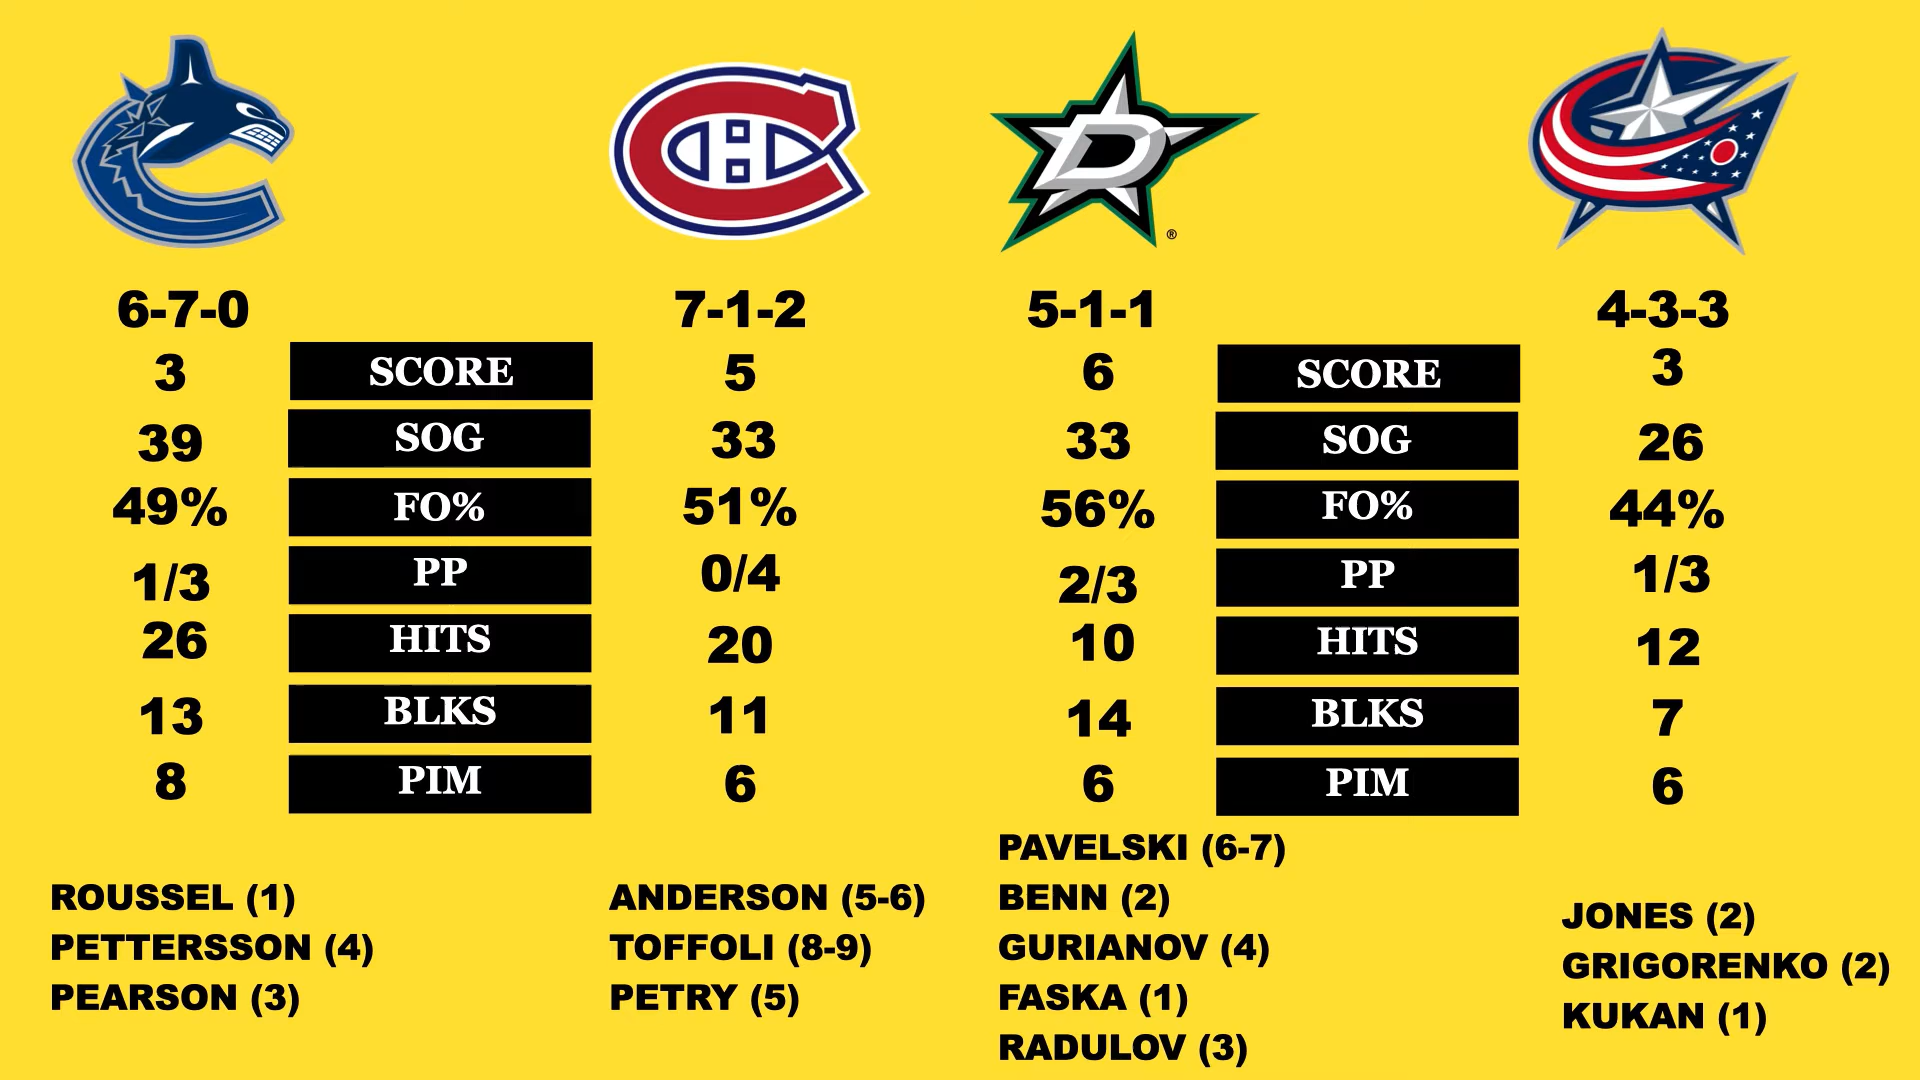 ®
6-7-0 7-1-2 5-1-1 4-3-3
3 SCORE 5 6 SCORE 3
39 SOG 33 33 SOG 26
49% FO% 51% 56% FO% 44%
1/3 PP 0/4 2/3 PP 1/3
26 HITS 20 10 HITS 12
13 BLKS 11 14 BLKS 7
8 PIM 6 6 PIM 6
ROUSSEL (1)
PETTERSSON (4)
PEARSON (3)
ANDERSON (5-6)
TOFFOLI (8-9)
PETRY (5)
PAVELSKI (6-7)
BENN (2)
GURIANOV (4)
FASKA (1)
RADULOV (3)
JONES (2)
GRIGORENKO (2)
KUKAN (1)